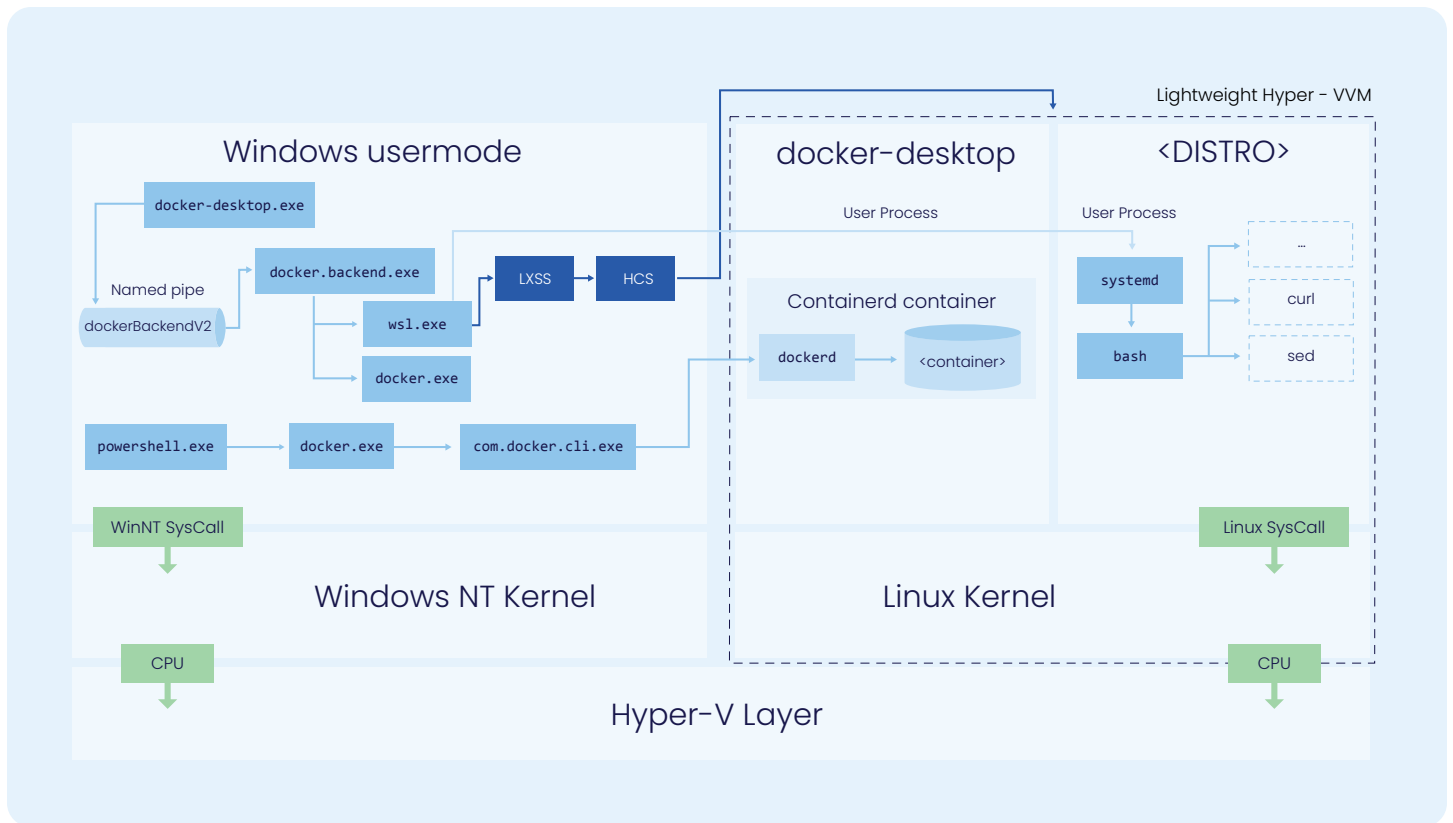 Lightweight Hyper - VVM
Windows usermode
docker-desktop.exe
Named pipe
dockerBackendV2
docker.backend.exe
wsl.exe
docker.exe
LXSS
HCS
powershell.exe
docker.exe
com.docker.cli.exe
docker-desktop
User Process
Containerd container
dockerd
<container>
<DISTRO>
User Process
systemd
bash
...
curl
sed
WinNT SysCall
Linux SysCall
Windows NT Kernel
Linux Kernel
CPU
CPU
Hyper-V Layer